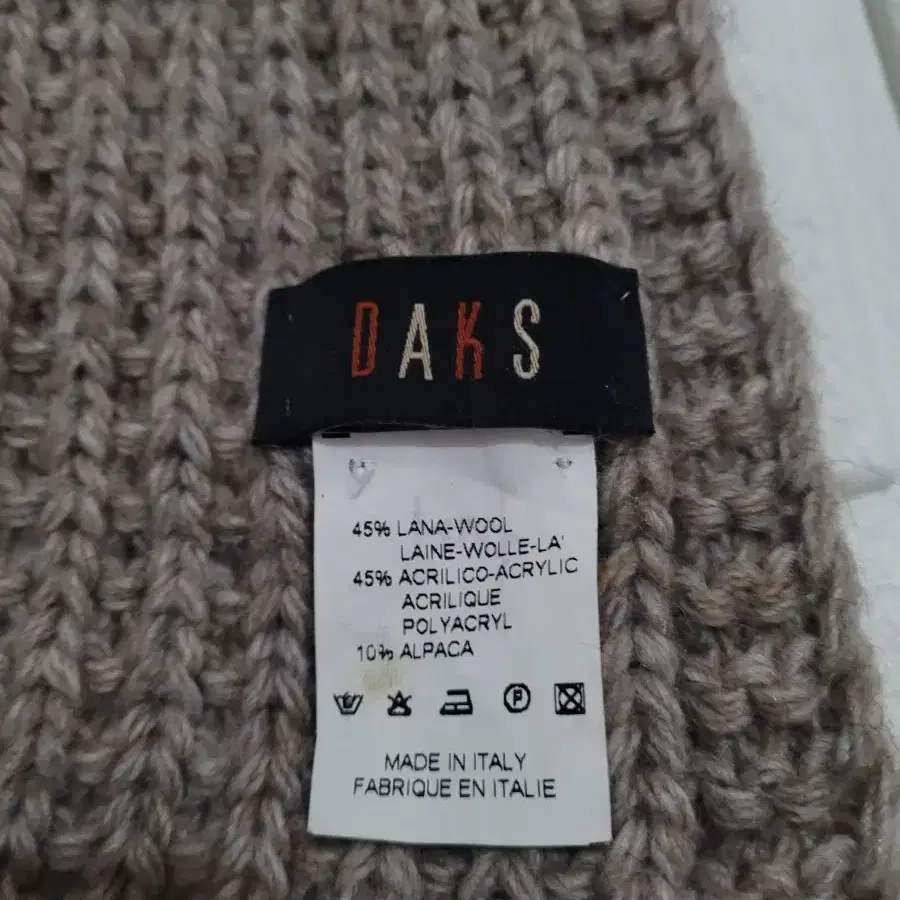 DAKS
45% LANA-WOOL
LAINE-WOLLE-LA'
45% ACRILICO-ACRYLIC
ACRILIQUE
POLYACRYL
10% ALPACA
P
MADE IN ITALY
FABRIQUE EN ITALIE